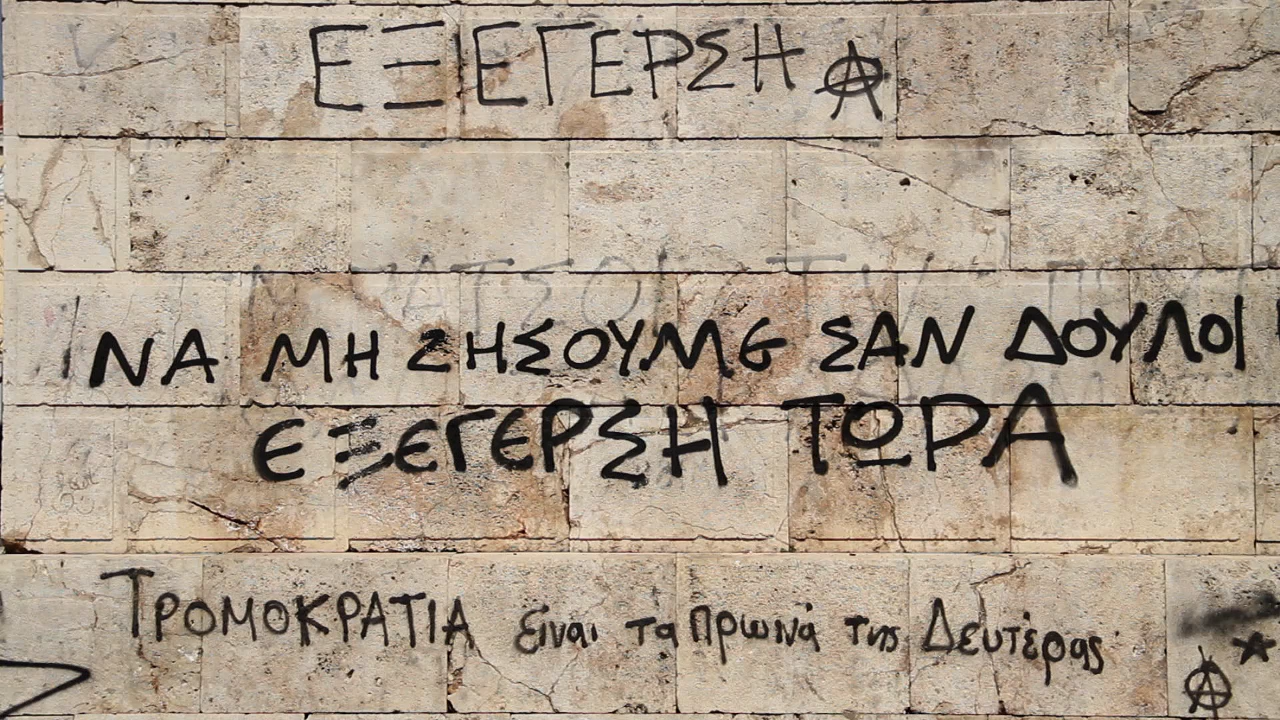 ΕΞΕΓΕΡΣΗ Ⓐ
ΝΑ ΜΗ ΖΗΣΟΥΜΕ ΣΑΝ ΔΟΥΛΟΙ
ΕΞΕΓΕΡΣΗ ΤΩΡΑ
ΤΡΟΜΟΚΡΑΤΙΑ είναι τα πρωινά της Δευτέρας
Ⓐ